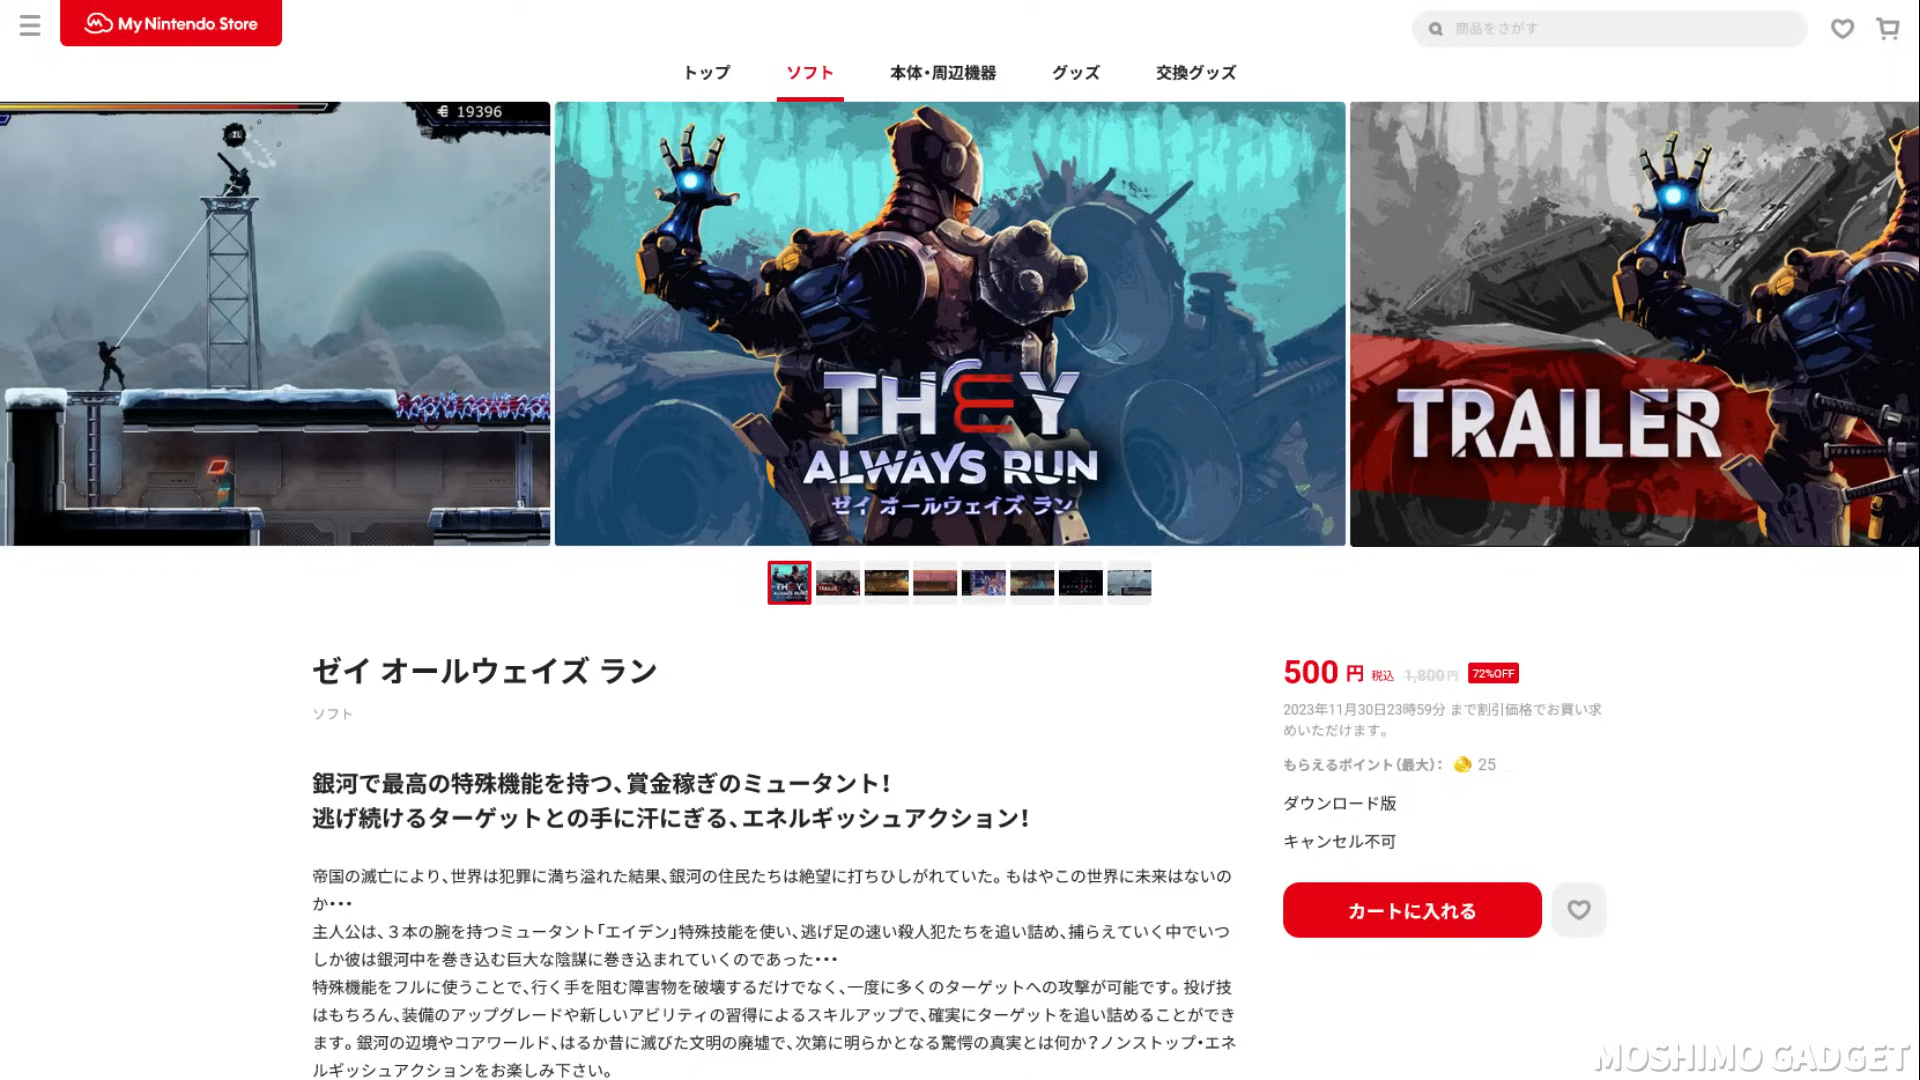 My Nintendo Store
商品をさがす
トップ
ソフト
本体・周辺機器
グッズ
交換グッズ
19396
ZL
THEY
ALWAYS RUN
ゼイ オールウェイズ ラン
TRAILER
ゼイ オールウェイズ ラン
ソフト
銀河で最高の特殊機能を持つ、賞金稼ぎのミュータント！
逃げ続けるターゲットとの手に汗にぎる、エネルギッシュアクション！
帝国の滅亡により、世界は犯罪に満ち溢れた結果、銀河の住民たちは絶望に打ちひしがれていた。もはやこの世界に未来はないの
か・・・
主人公は、３本の腕を持つミュータント「エイデン」特殊技能を使い、逃げ足の速い殺人犯たちを追い詰め、捕らえていく中でいつ
しか彼は銀河中を巻き込む巨大な陰謀に巻き込まれていくのであった・・・
特殊機能をフルに使うことで、行く手を阻む障害物を破壊するだけでなく、一度に多くのターゲットへの攻撃が可能です。投げ技
はもちろん、装備のアップグレードや新しいアビリティの習得によるスキルアップで、確実にターゲットを追い詰めることができ
ます。銀河の辺境やコアワールド、はるか昔に滅びた文明の廃墟で、次第に明らかとなる驚愕の真実とは何か？ノンストップ・エネ
ルギッシュアクションをお楽しみ下さい。
500 円 税込 1,800円 72%OFF
2023年11月30日23時59分 まで割引価格でお買い求
めいただけます。
もらえるポイント（最大）： 25
ダウンロード版
キャンセル不可
カートに入れる
MOSHIMO GADGET